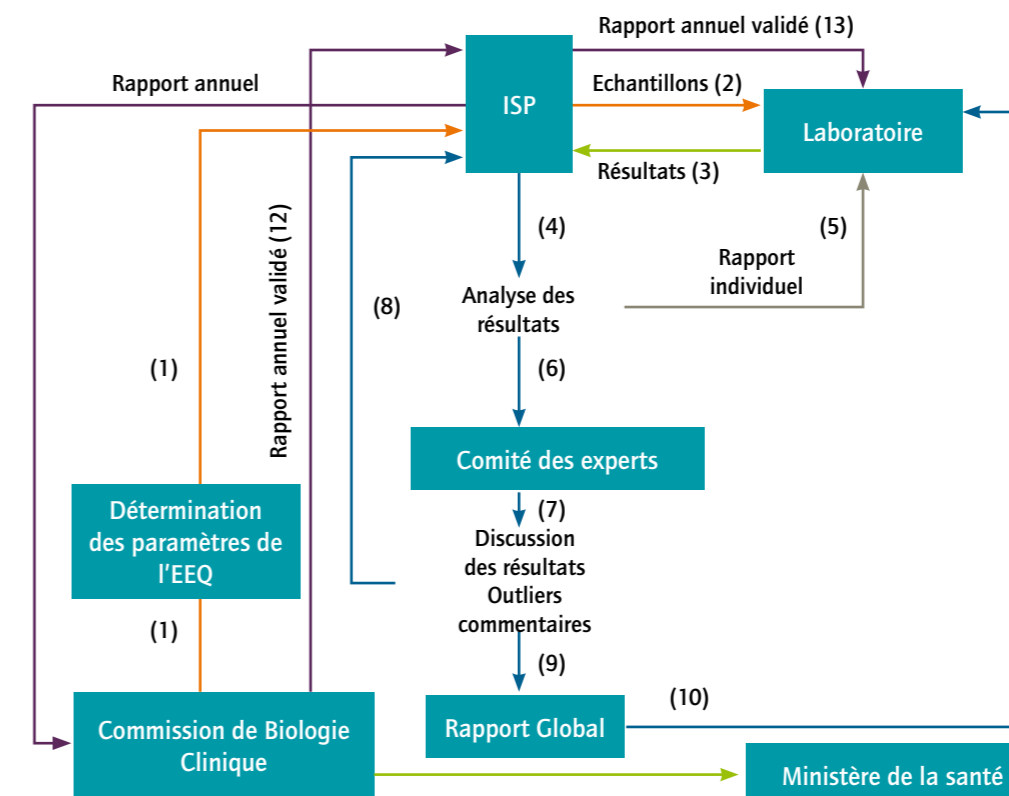 Rapport annuel validé (13)
Rapport annuel
ISP
Echantillons (2)
Laboratoire
Résultats (3)
(4)
(5)
Rapport
individuel
Analyse des
résultats
(8)
Rapport annuel validé (12)
(1)
(6)
Comité des experts
Détermination
des paramètres de
l'EEQ
(7)
Discussion
des résultats
Outliers
commentaires
(1)
(9)
Commission de Biologie
Clinique
Rapport Global
(10)
Ministère de la santé